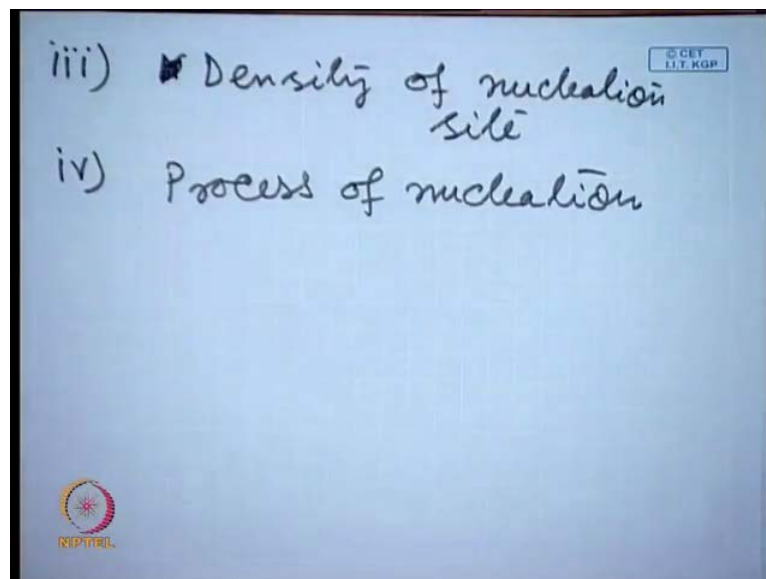 © CET
I.I.T. KGP
iii) Density of nucleation
site
iv) Process of nucleation
NPTEL